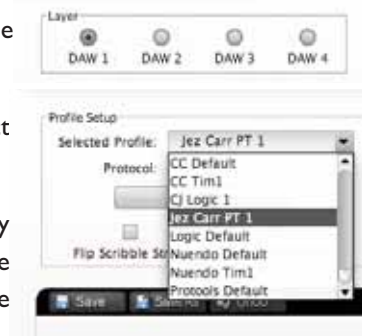 e
Layer
DAW 1 DAW 2 DAW 3 DAW 4
t
Profile Setup
Selected Profile: Jez Carr PT 1
Protocol:
CC Default
CC Tim1
CJ Logic 1
Jez Carr PT 1
y
Logic Default
Flip Scribble
e
Nuendo Default
Nuendo Tim1
e
Protools Default
Save